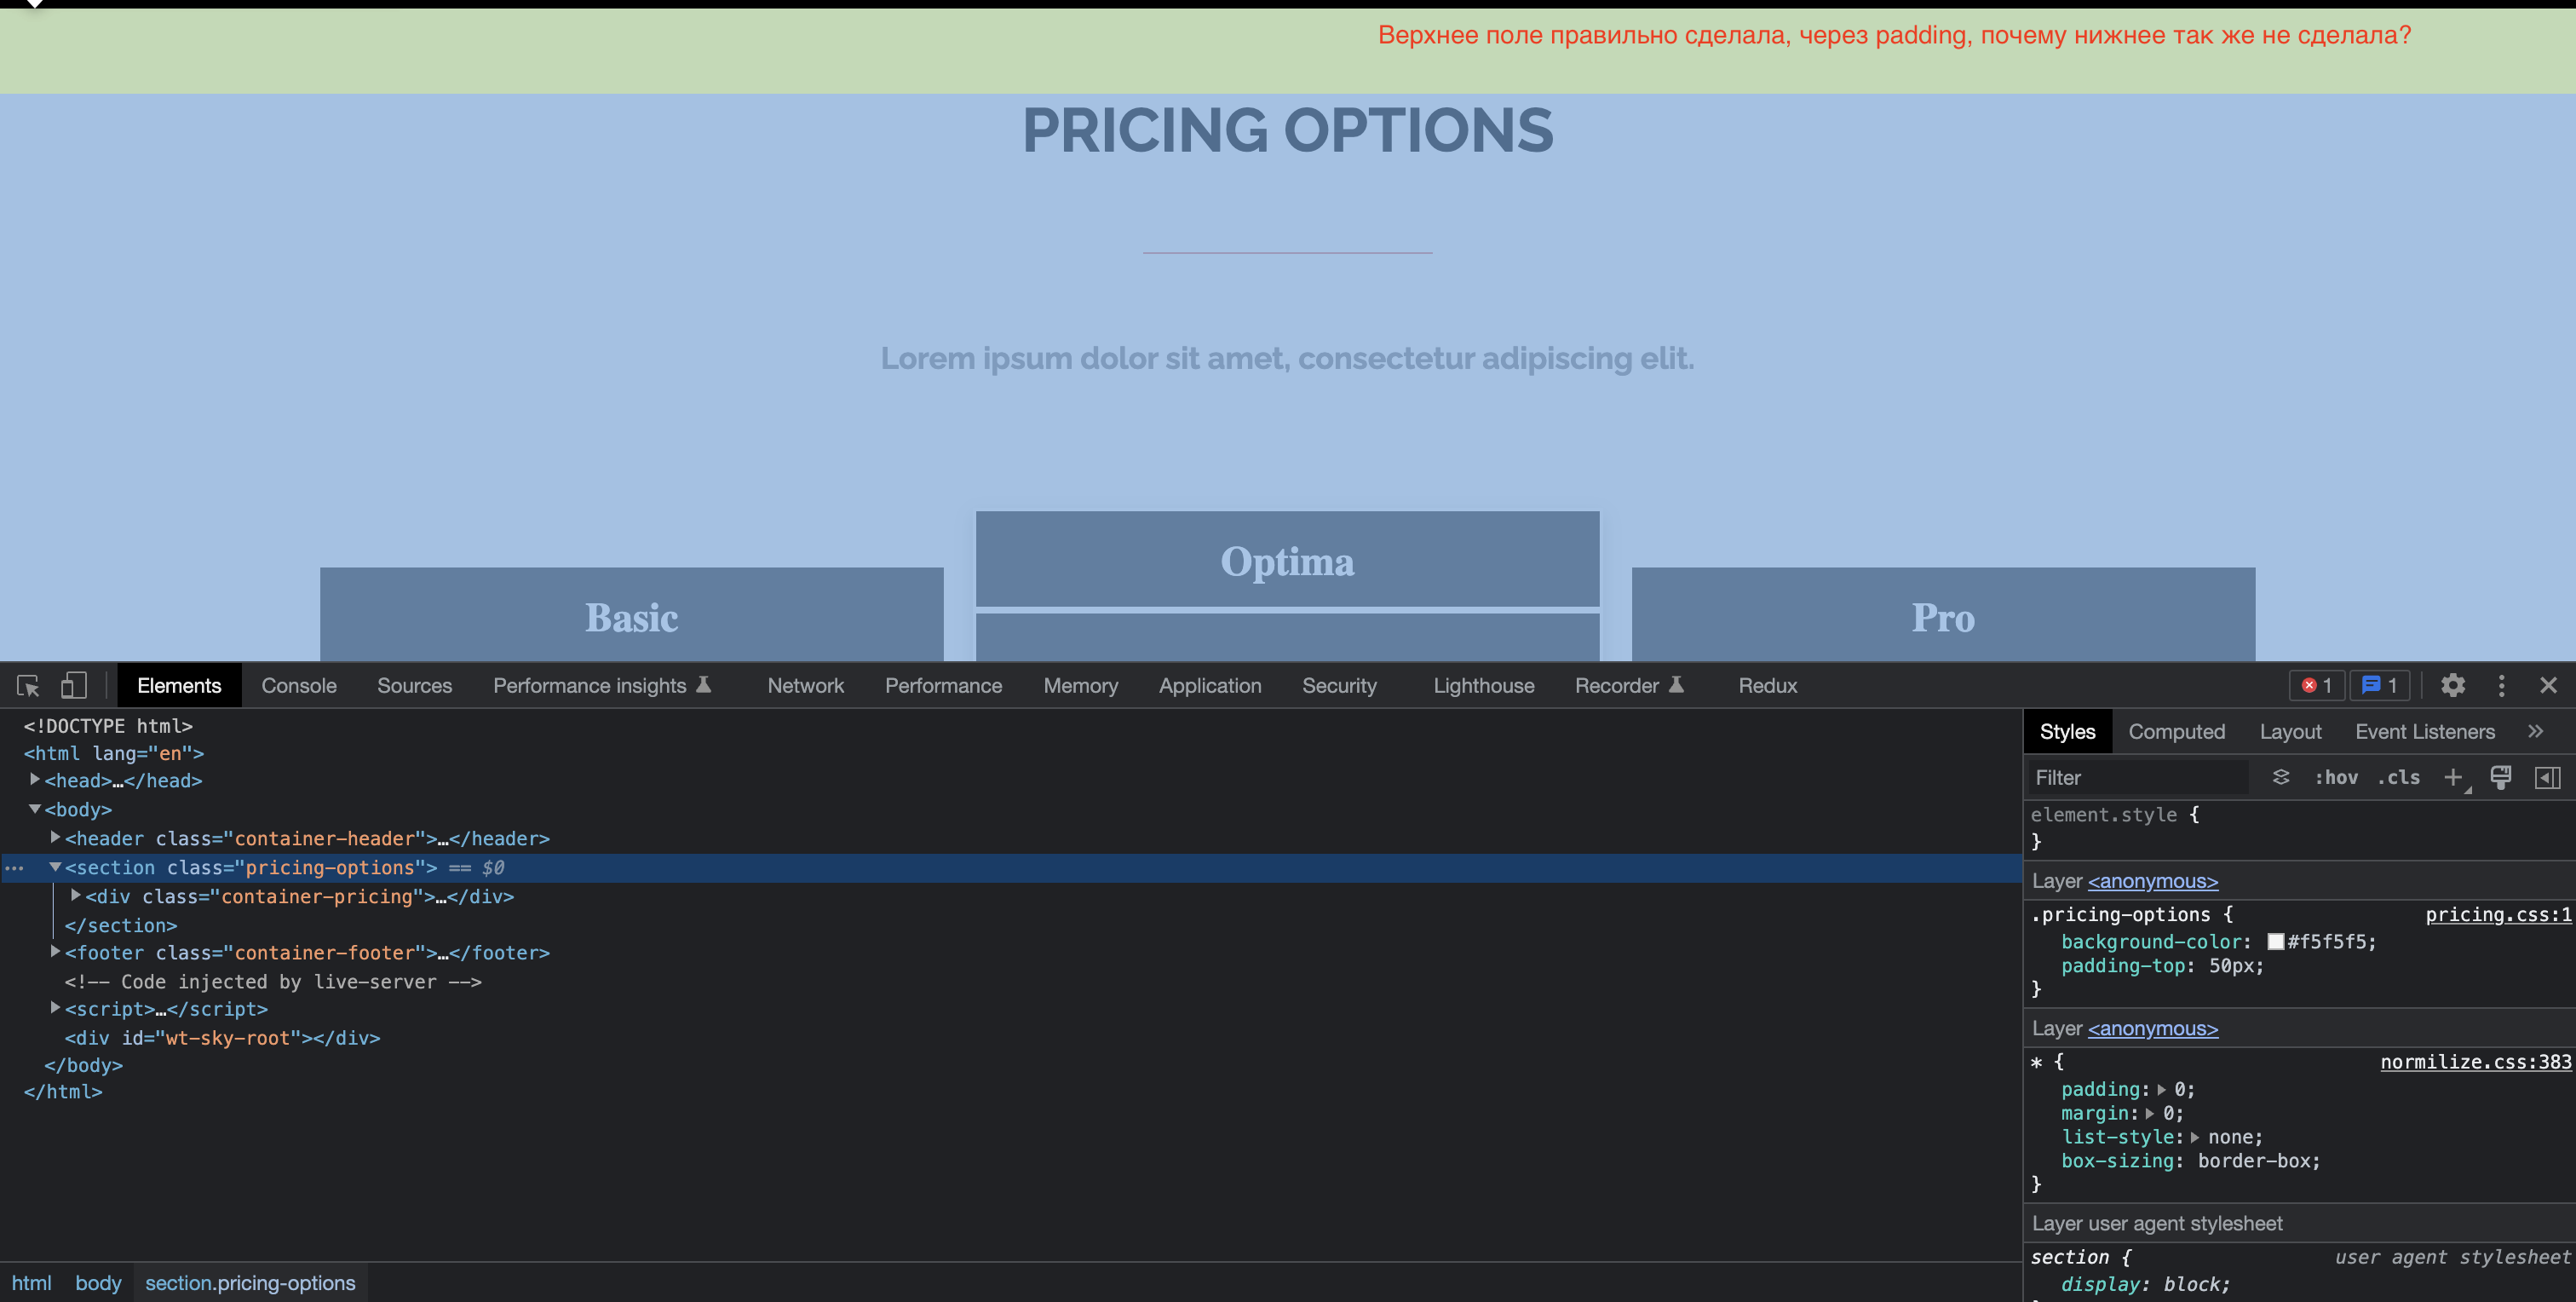 Верхнее поле правильно сделала, через padding, почему нижнее так же не сделала?
PRICING OPTIONS
Lorem ipsum dolor sit amet, consectetur adipiscing elit.
Optima
Basic
Pro
Elements Console Sources Performance insights Network Performance Memory Application Security Lighthouse Recorder Redux 1 1
<!DOCTYPE html>
<html lang="en">
<head>…</head>
<body>
<header class="container-header">…</header>
<section class="pricing-options"> == $0
<div class="container-pricing">…</div>
</section>
<footer class="container-footer">…</footer>
<!-- Code injected by live-server -->
<script>…</script>
<div id="wt-sky-root"></div>
</body>
</html>
html body section.pricing-options
Styles Computed Layout Event Listeners »
Filter :hov .cls +
element.style {
}
Layer <anonymous>
.pricing-options { pricing.css:1
background-color: #f5f5f5;
padding-top: 50px;
}
Layer <anonymous>
* { normilize.css:383
padding: 0;
margin: 0;
list-style: none;
box-sizing: border-box;
}
Layer user agent stylesheet
section { user agent stylesheet
display: block;